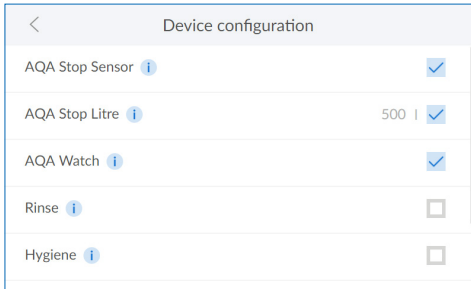 Device configuration
AQA Stop Sensor i
AQA Stop Litre i 500 l
AQA Watch i
Rinse i
Hygiene i